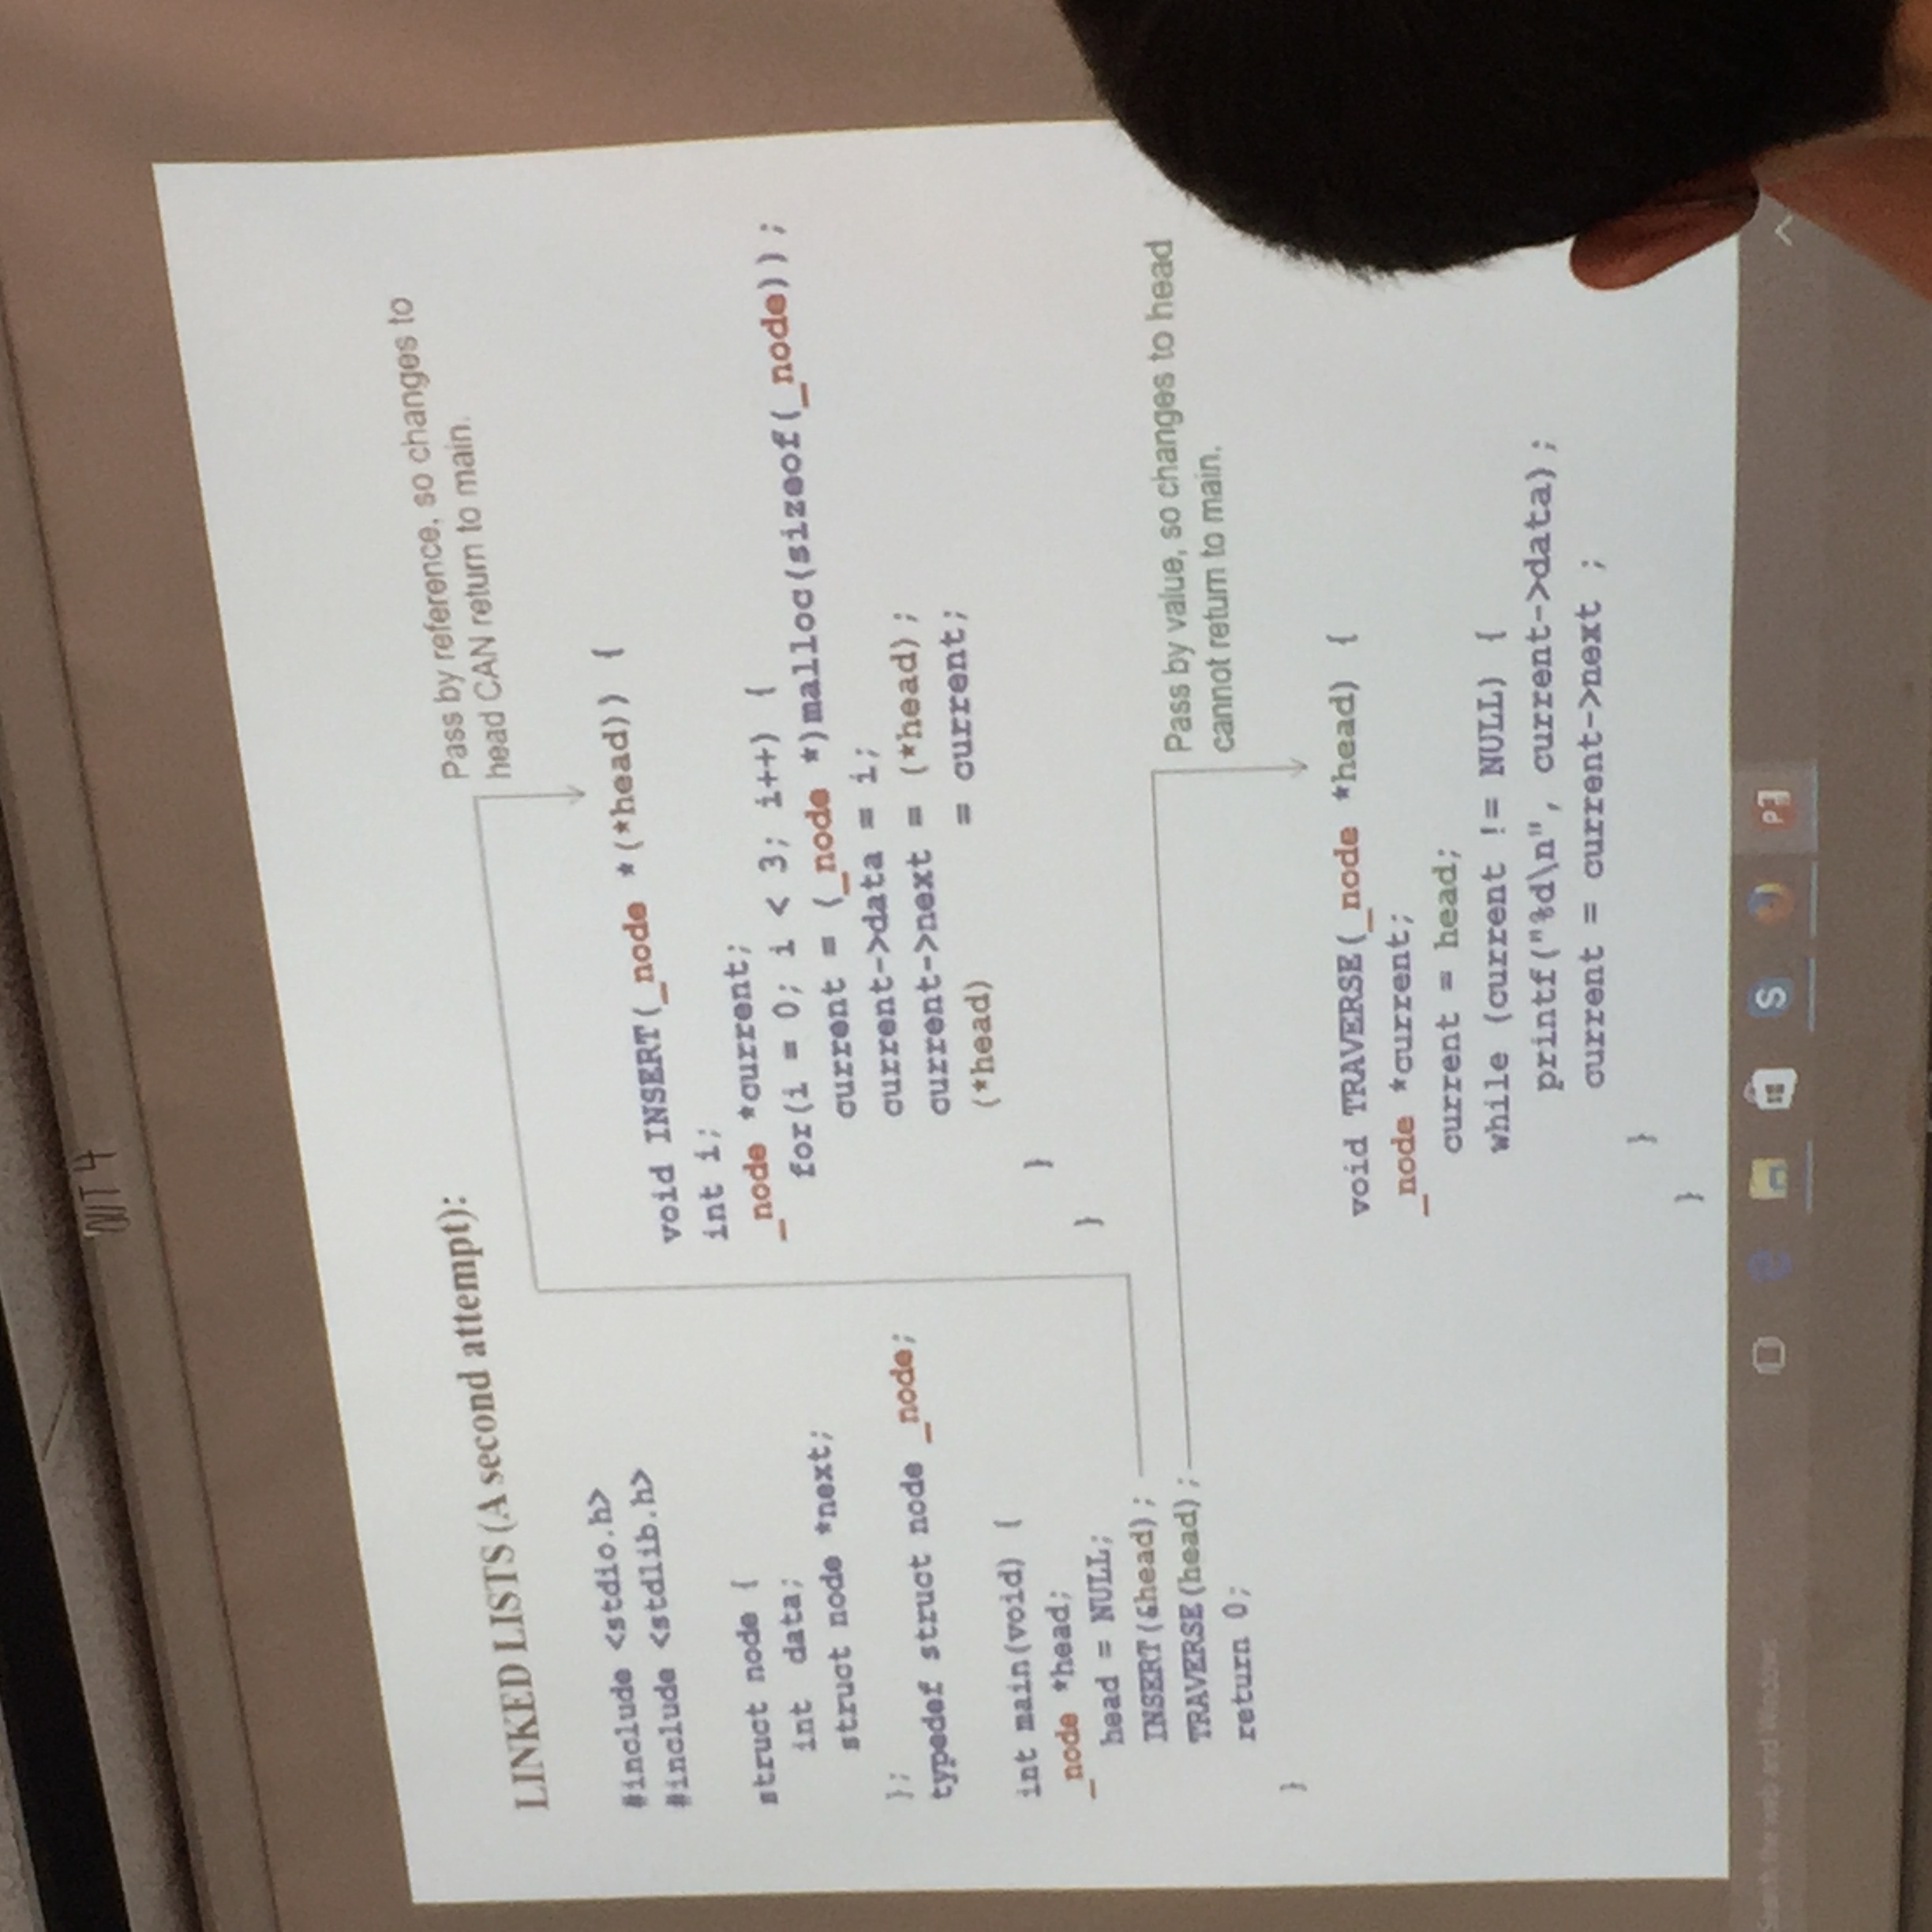 LINKED LISTS (A second attempt):
#include <stdio.h>
#include <stdlib.h>
struct node {
int data;
struct node *next;
};
typedef struct node _node;
int main(void) {
_node *head;
head = NULL;
INSERT(&head);
TRAVERSE(head);
return 0;
}
Pass by reference, so changes to
head CAN return to main.
void INSERT(_node *(*head)) {
int i;
_node *current;
for(i = 0; i < 3; i++) {
current = (_node *)malloc(sizeof(_node));
current->data = i;
current->next = (*head);
(*head) = current;
}
}
Pass by value, so changes to head
cannot return to main.
void TRAVERSE(_node *head) {
_node *current;
current = head;
while (current != NULL) {
printf("%d\n", current->data);
current = current->next ;
}
}
Search the web and Windows
S
P